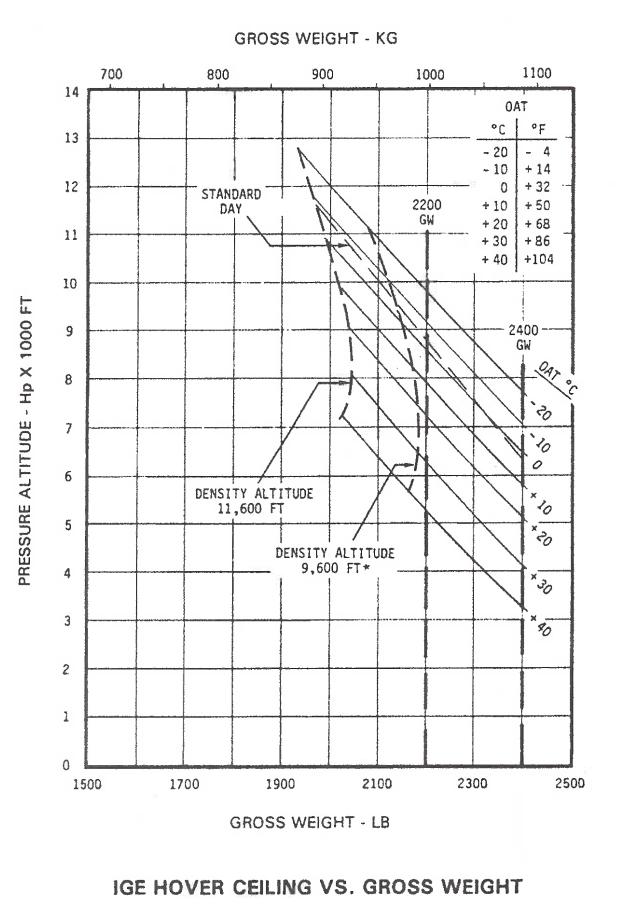 GROSS WEIGHT - KG
700 800 900 1000 1100
14
13
12
11
10
9
8
7
6
5
4
3
2
1
0
PRESSURE ALTITUDE - Hp X 1000 FT
OAT
°C °F
- 20 - 4
- 10 + 14
0 + 32
+ 10 + 50
+ 20 + 68
+ 30 + 86
+ 40 +104
STANDARD
DAY
2200
GW
2400
GW
OAT °C
- 20
- 10
0
+ 10
+ 20
+ 30
+ 40
DENSITY ALTITUDE
11,600 FT
DENSITY ALTITUDE
9,600 FT*
1500 1700 1900 2100 2300 2500
GROSS WEIGHT - LB
IGE HOVER CEILING VS. GROSS WEIGHT